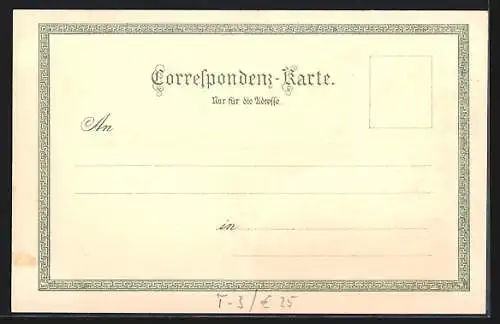 Correspondenz-Karte.
Nur für die Adresse.
An
in
T-3/€ 25